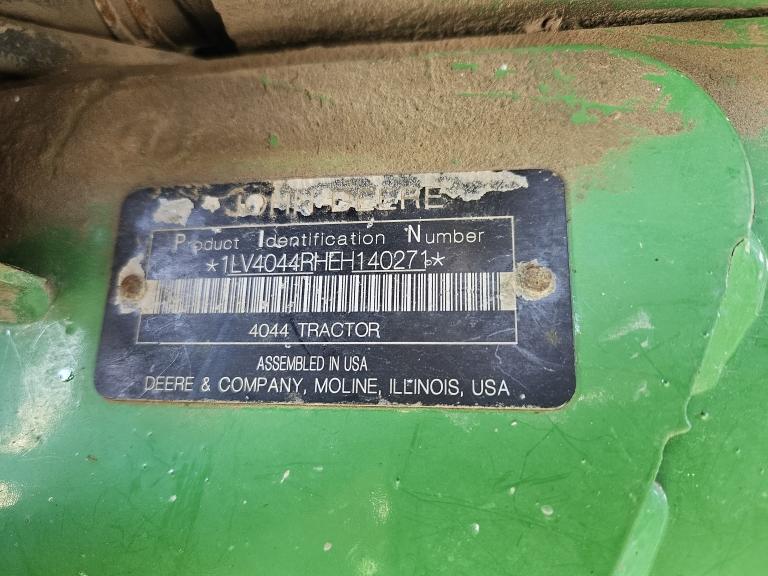 JOHN DEERE
Product Identification Number
*1LV4044RHEH140271*
4044 TRACTOR
ASSEMBLED IN USA
DEERE & COMPANY, MOLINE, ILLINOIS, USA